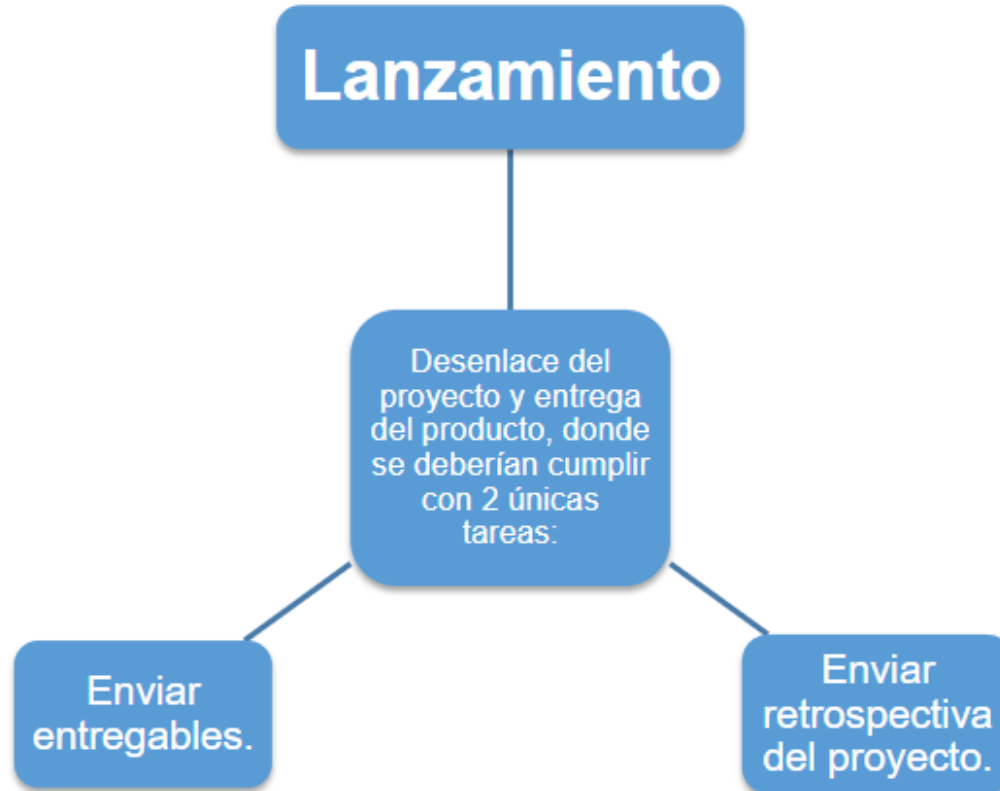 Lanzamiento
Desenlace del
proyecto y entrega
del producto, donde
se deberían cumplir
con 2 únicas
tareas:
Enviar
entregables.
Enviar
retrospectiva
del proyecto.